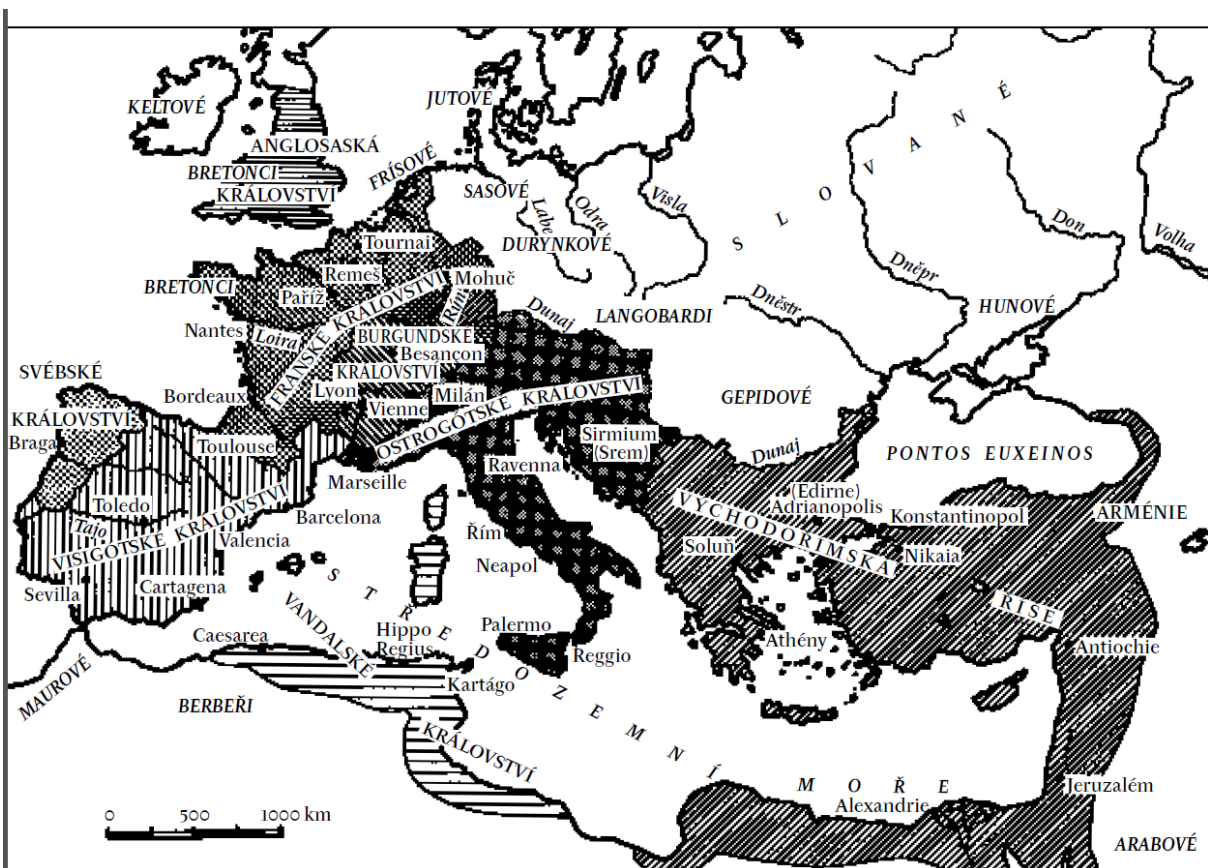 KELTOVÉ
JUTOVÉ
SLOVANÉ
ANGLOSASKÁ
BRETONCI
KRÁLOVSTVÍ
FRÍSOVÉ
SASOVÉ
Labe
Odra
Visla
DURYNKOVÉ
Don
Volha
Tournai
Remeš
Mohuč
BRETONCI
Paříž
FRANSKÉ KRÁLOVSTVÍ
Rýn
Dunaj
LANGOBARDI
Dněstr
Dněpr
HUNOVÉ
Nantes
Loira
BURGUNDSKÉ
Besançon
KRÁLOVSTVÍ
SVÉBSKÉ
KRÁLOVSTVÍ
Bordeaux
Lyon
Milán
Vienne
OSTROGÓTSKÉ KRÁLOVSTVÍ
GEPIDOVÉ
Braga
Toulouse
Sirmium
(Srem)
Ravenna
Dunaj
PONTOS EUXEINOS
Marseille
Toledo
Tajo
VISIGÓTSKÉ KRÁLOVSTVÍ
Barcelona
Valencia
Řím
Neapol
VÝCHODOŘÍMSKÁ
ŘÍŠE
(Edirne)
Adrianopolis
Konstantinopol
ARMÉNIE
Soluň
Nikaia
Sevilla
Cartagena
STŘEDOZEMNÍ
MOŘE
VANDALSKÉ
KRÁLOVSTVÍ
Caesarea
Hippo
Regius
Palermo
Reggio
Athény
Antiochie
MAUROVÉ
BERBEŘI
Kartágo
Jeruzalém
Alexandrie
ARABOVÉ
0 500 1000 km